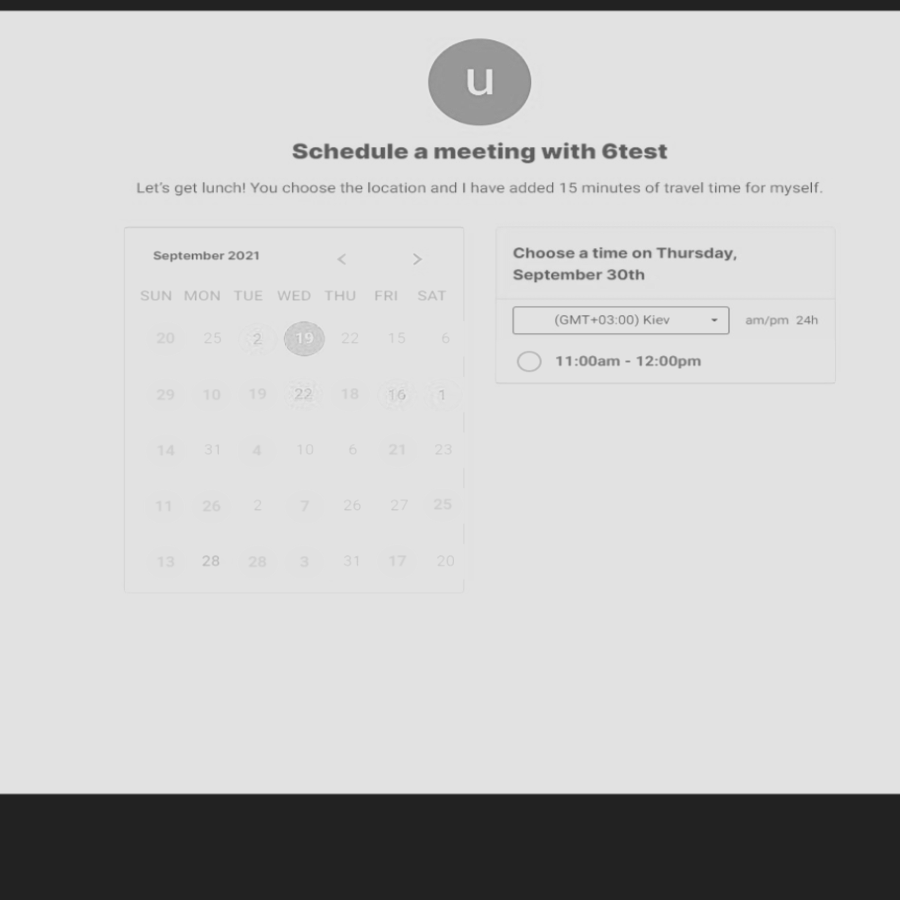 u
Schedule a meeting with 6test
Let's get lunch! You choose the location and I have added 15 minutes of travel time for myself.
September 2021 < >
SUN MON TUE WED THU FRI SAT
20 25 2 19 22 15 6
29 10 19 22 18 16 1
14 31 4 10 6 21 23
11 26 2 7 26 27 25
13 28 28 3 31 17 20
Choose a time on Thursday,
September 30th
(GMT+03:00) Kiev am/pm 24h
11:00am - 12:00pm